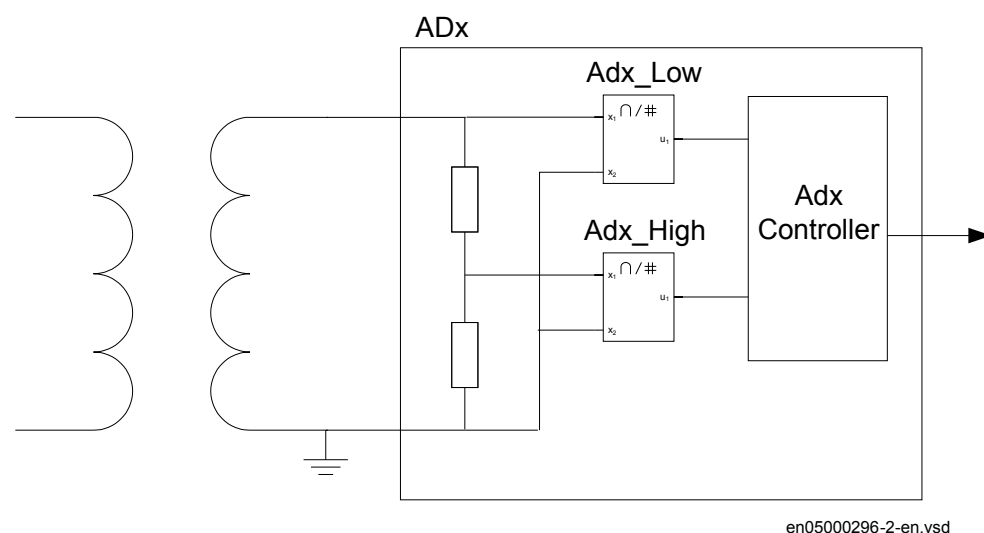 ADx
Adx_Low
x₁ ∩/#
u₁
x₂
Adx_High
x₁ ∩/#
u₁
x₂
Adx
Controller
en05000296-2-en.vsd